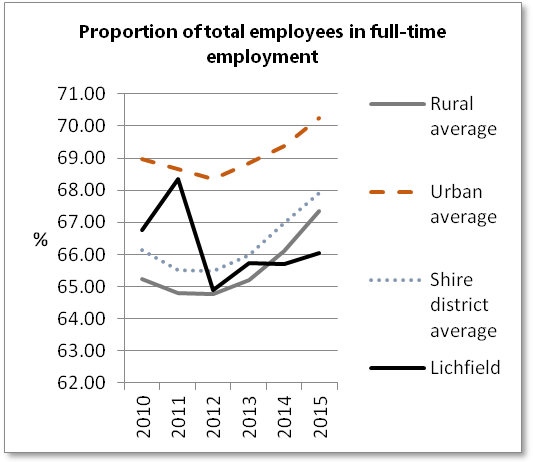 Proportion of total employees in full-time
employment
71.00
70.00
69.00
68.00
67.00
66.00
65.00
64.00
63.00
62.00
%
2010
2011
2012
2013
2014
2015
Rural
average
Urban
average
Shire
district
average
Lichfield